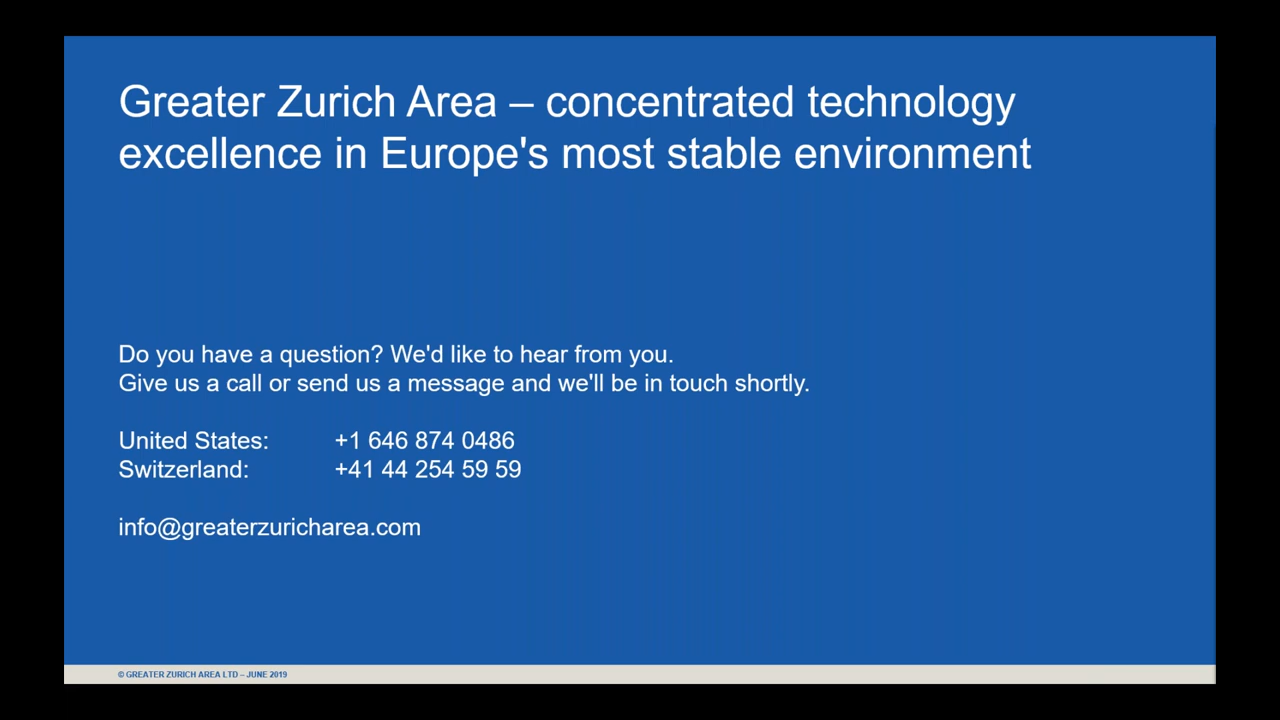 Greater Zurich Area – concentrated technology
excellence in Europe's most stable environment
Do you have a question? We'd like to hear from you.
Give us a call or send us a message and we'll be in touch shortly.
United States: +1 646 874 0486
Switzerland: +41 44 254 59 59
info@greaterzuricharea.com
© GREATER ZURICH AREA LTD – JUNE 2019